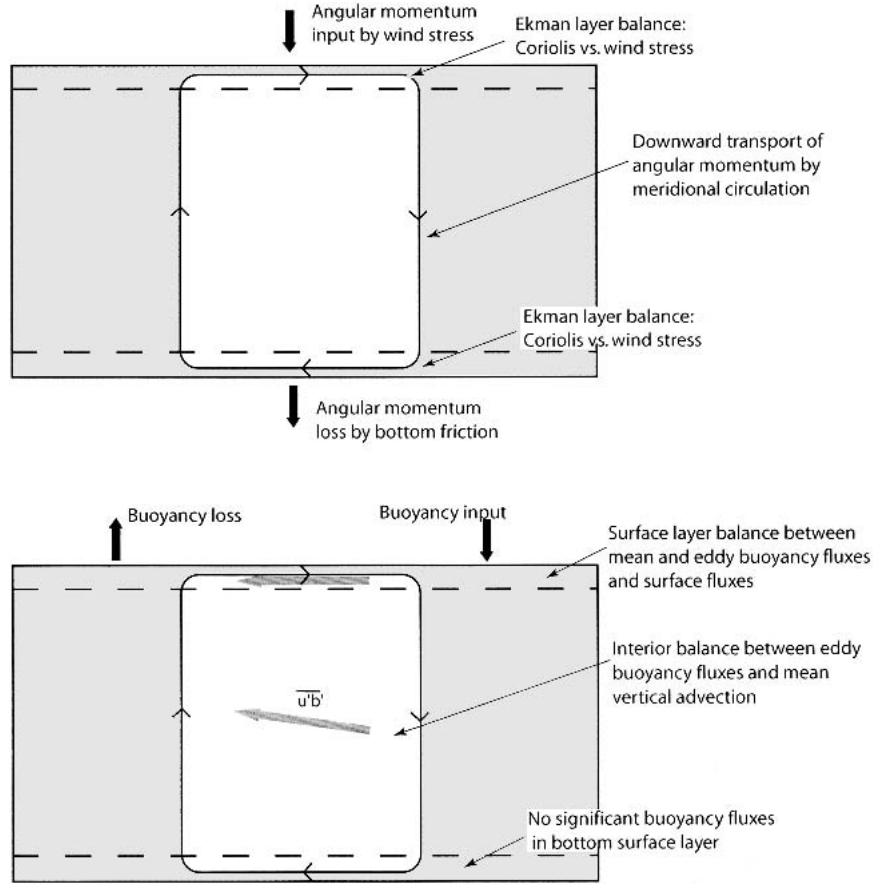 Angular momentum
input by wind stress
Ekman layer balance:
Coriolis vs. wind stress
Downward transport of
angular momentum by
meridional circulation
Ekman layer balance:
Coriolis vs. wind stress
Angular momentum
loss by bottom friction
Buoyancy loss
Buoyancy input
Surface layer balance between
mean and eddy buoyancy fluxes
and surface fluxes
Interior balance between eddy
buoyancy fluxes and mean
vertical advection
u'b'
No significant buoyancy fluxes
in bottom surface layer